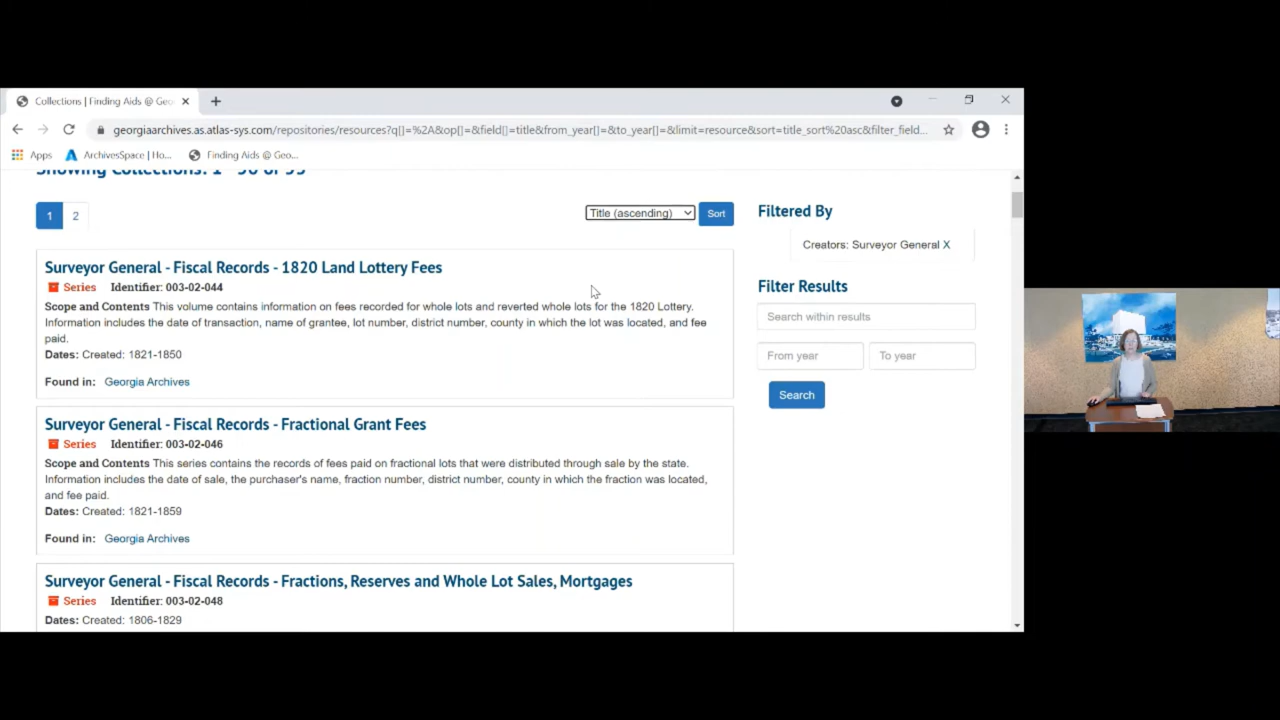 Collections | Finding Aids @ Geo
georgiaarchives.as.atlas-sys.com/repositories/resources?q[]=%2A&op[]=&field[]=title&from_year[]=&to_year[]=&limit=resource&sort=title_sort%20asc&filter_field...
Apps ArchivesSpace | Ho... Finding Aids @ Geo...
Showing Collections: 1 - 50 of
1 2
Title (ascending) Sort
Filtered By
Creators: Surveyor General X
Filter Results
Search within results
From year To year
Search
Surveyor General - Fiscal Records - 1820 Land Lottery Fees
Series Identifier: 003-02-044
Scope and Contents This volume contains information on fees recorded for whole lots and reverted whole lots for the 1820 Lottery.
Information includes the date of transaction, name of grantee, lot number, district number, county in which the lot was located, and fee
paid.
Dates: Created: 1821-1850
Found in: Georgia Archives
Surveyor General - Fiscal Records - Fractional Grant Fees
Series Identifier: 003-02-046
Scope and Contents This series contains the records of fees paid on fractional lots that were distributed through sale by the state.
Information includes the date of sale, the purchaser's name, fraction number, district number, county in which the fraction was located,
and fee paid.
Dates: Created: 1821-1859
Found in: Georgia Archives
Surveyor General - Fiscal Records - Fractions, Reserves and Whole Lot Sales, Mortgages
Series Identifier: 003-02-048
Dates: Created: 1806-1829